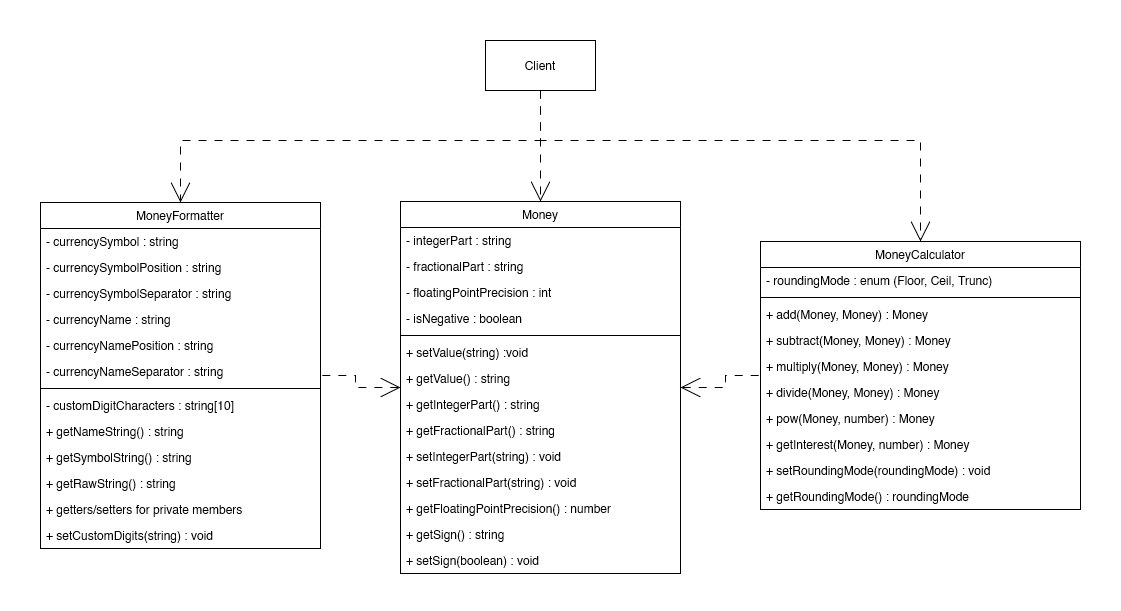 Client
MoneyFormatter
- currencySymbol : string
- currencySymbolPosition : string
- currencySymbolSeparator : string
- currencyName : string
- currencyNamePosition : string
- currencyNameSeparator : string
- customDigitCharacters : string[10]
+ getNameString() : string
+ getSymbolString() : string
+ getRawString() : string
+ getters/setters for private members
+ setCustomDigits(string) : void
Money
- integerPart : string
- fractionalPart : string
- floatingPointPrecision : int
- isNegative : boolean
+ setValue(string) :void
+ getValue() : string
+ getIntegerPart() : string
+ getFractionalPart() : string
+ setIntegerPart(string) : void
+ setFractionalPart(string) : void
+ getFloatingPointPrecision() : number
+ getSign() : string
+ setSign(boolean) : void
MoneyCalculator
- roundingMode : enum (Floor, Ceil, Trunc)
+ add(Money, Money) : Money
+ subtract(Money, Money) : Money
+ multiply(Money, Money) : Money
+ divide(Money, Money) : Money
+ pow(Money, number) : Money
+ getInterest(Money, number) : Money
+ setRoundingMode(roundingMode) : void
+ getRoundingMode() : roundingMode